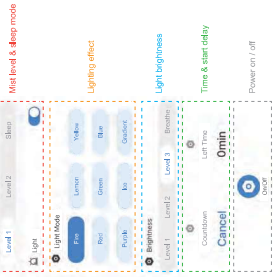 Level 1 Level 2 Sleep
Light
Mist level & sleep mode
Light Mode
Fire Lemon Yellow
Red Green Blue
Purple Ice Gradient
Lighting effect
Brightness
Level 1 Level 2 Level 3 Breathe
Light brightness
Countdown Left Time
Cancel 0min
Time & start delay
On/Off
Power on / off